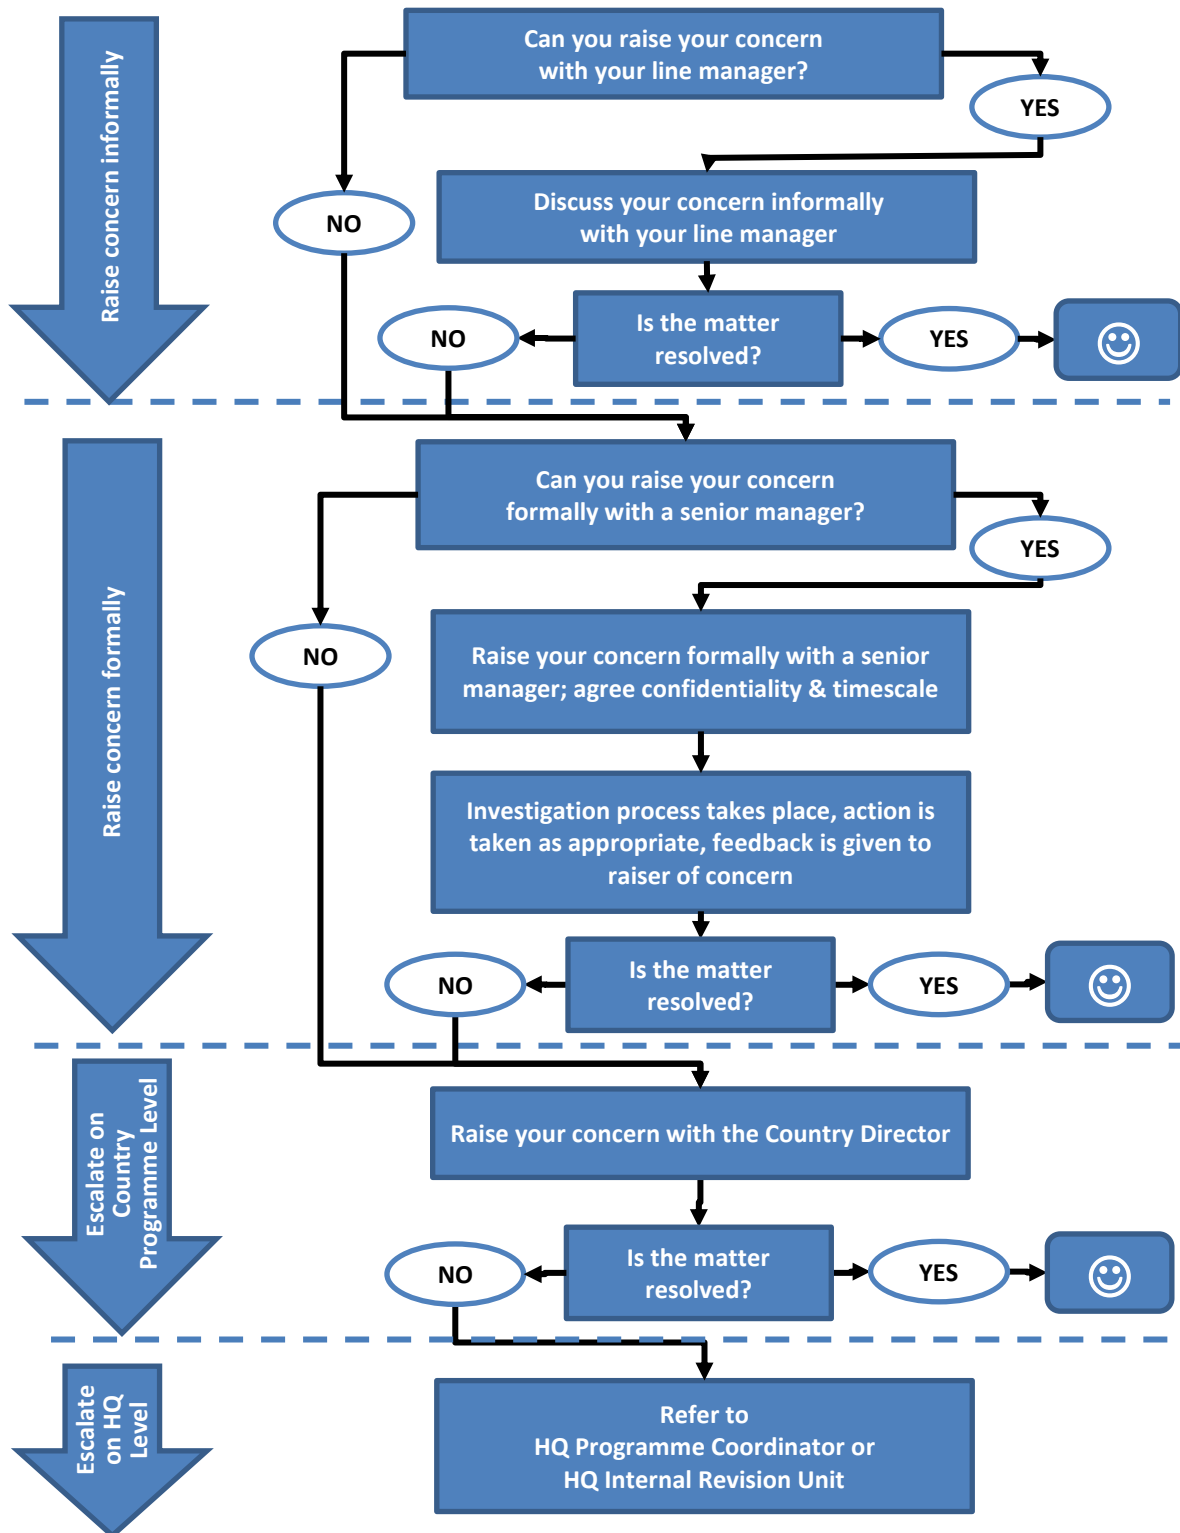 Raise concern informally
Can you raise your concern
with your line manager?
YES
NO
Discuss your concern informally
with your line manager
Is the matter
resolved?
NO
YES
Raise concern formally
Can you raise your concern
formally with a senior manager?
YES
NO
Raise your concern formally with a senior
manager; agree confidentiality & timescale
Investigation process takes place, action is
taken as appropriate, feedback is given to
raiser of concern
Is the matter
resolved?
NO
YES
Escalate on
Country
Programme Level
Raise your concern with the Country Director
Is the matter
resolved?
NO
YES
Escalate
on HQ
Level
Refer to
HQ Programme Coordinator or
HQ Internal Revision Unit